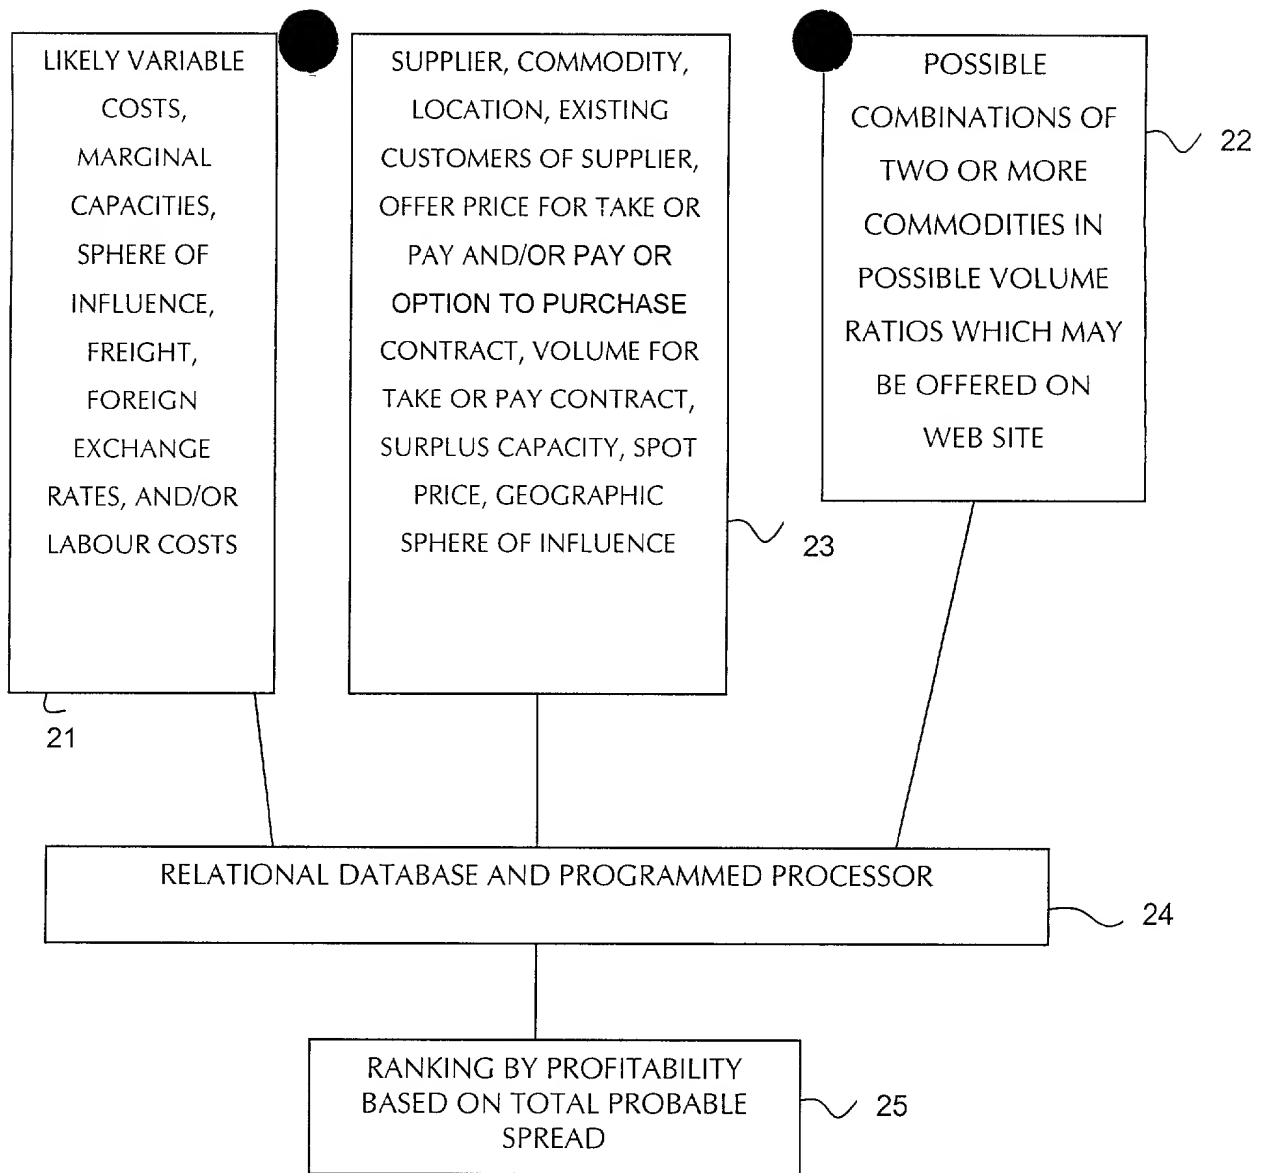 LIKELY VARIABLE
COSTS,
MARGINAL
CAPACITIES,
SPHERE OF
INFLUENCE,
FREIGHT,
FOREIGN
EXCHANGE
RATES, AND/OR
LABOUR COSTS
21
SUPPLIER, COMMODITY,
LOCATION, EXISTING
CUSTOMERS OF SUPPLIER,
OFFER PRICE FOR TAKE OR
PAY AND/OR PAY OR
OPTION TO PURCHASE
CONTRACT, VOLUME FOR
TAKE OR PAY CONTRACT,
SURPLUS CAPACITY, SPOT
PRICE, GEOGRAPHIC
SPHERE OF INFLUENCE
23
POSSIBLE
COMBINATIONS OF
TWO OR MORE
COMMODITIES IN
POSSIBLE VOLUME
RATIOS WHICH MAY
BE OFFERED ON
WEB SITE
22
RELATIONAL DATABASE AND PROGRAMMED PROCESSOR
24
RANKING BY PROFITABILITY
BASED ON TOTAL PROBABLE
SPREAD
25